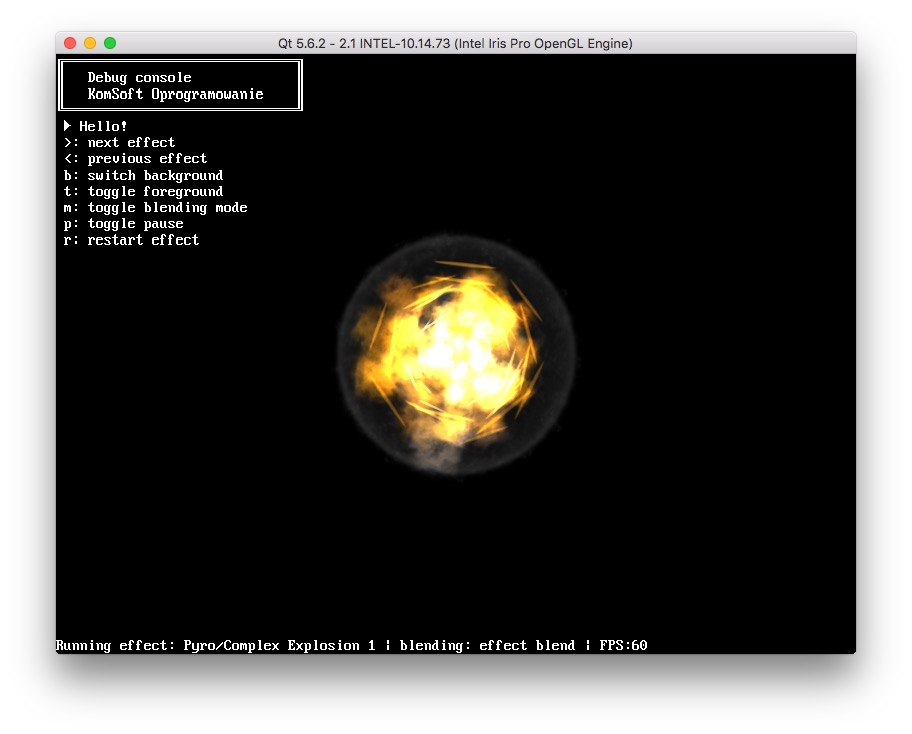 Qt 5.6.2 - 2.1 INTEL-10.14.73 (Intel Iris Pro OpenGL Engine)
Debug console
KomSoft Oprogramowanie
Hello!
>: next effect
<: previous effect
b: switch background
t: toggle foreground
m: toggle blending mode
p: toggle pause
r: restart effect
Running effect: Pyro/Complex Explosion 1 ¦ blending: effect blend ¦ FPS:60